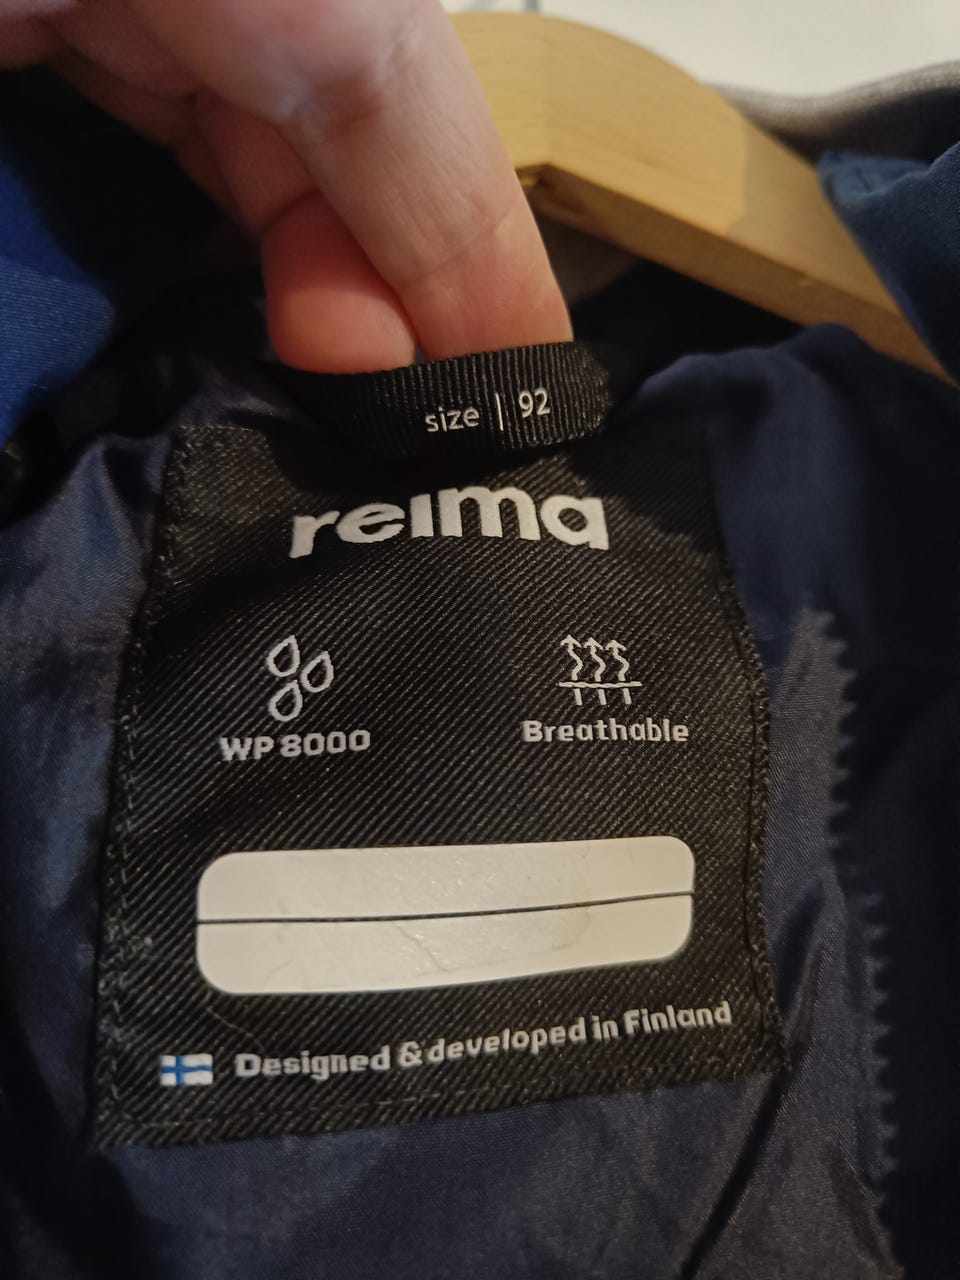 size | 92
reima
WP 8000
Breathable
Designed & developed in Finland